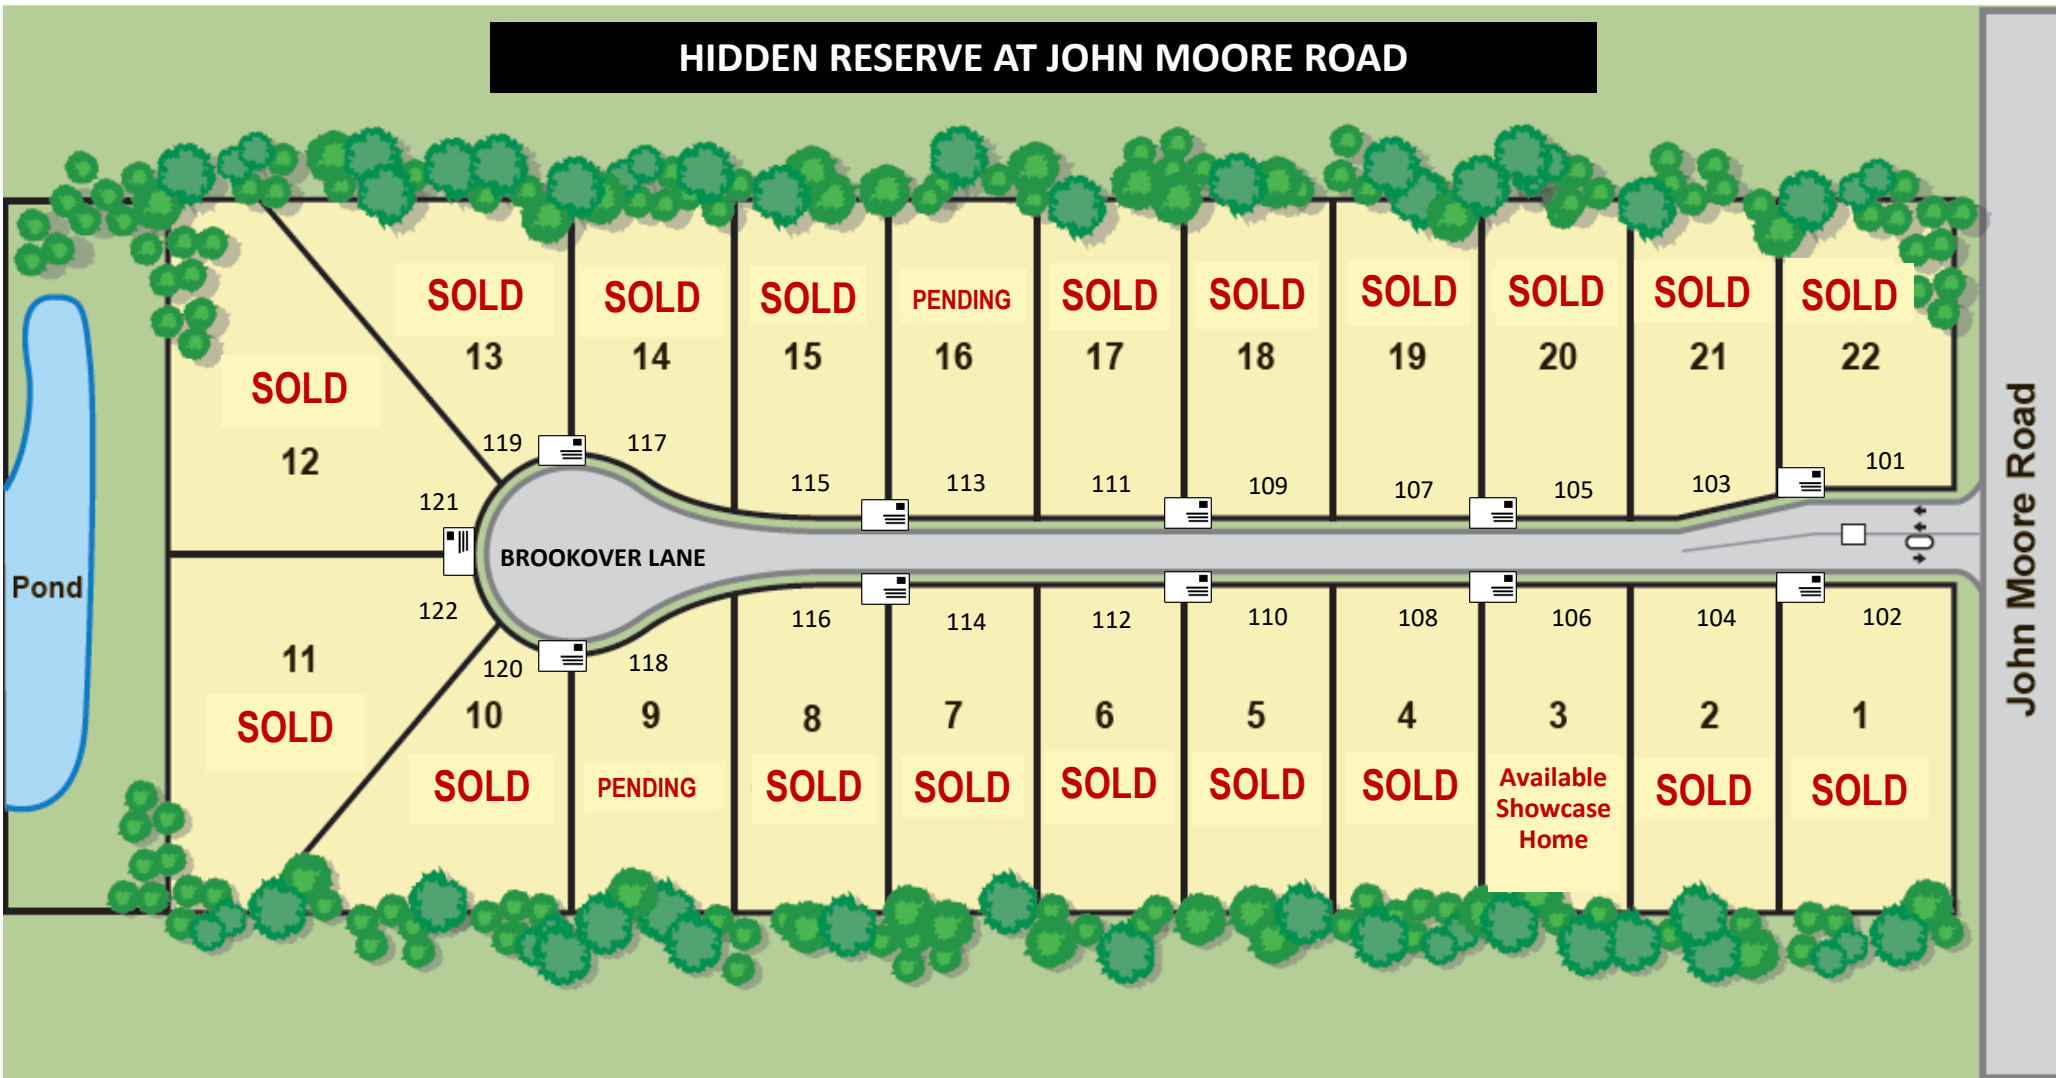 HIDDEN RESERVE AT JOHN MOORE ROAD
SOLD SOLD SOLD PENDING SOLD SOLD SOLD SOLD SOLD SOLD
13 14 15 16 17 18 19 20 21 22
SOLD
12
119 117 115 113 111 109 107 105 103 101
121
BROOKOVER LANE
Pond
John Moore Road
122
120 118 116 114 112 110 108 106 104 102
11
SOLD
10 9 8 7 6 5 4 3 2 1
SOLD PENDING SOLD SOLD SOLD SOLD SOLD Available SOLD SOLD
Showcase
Home